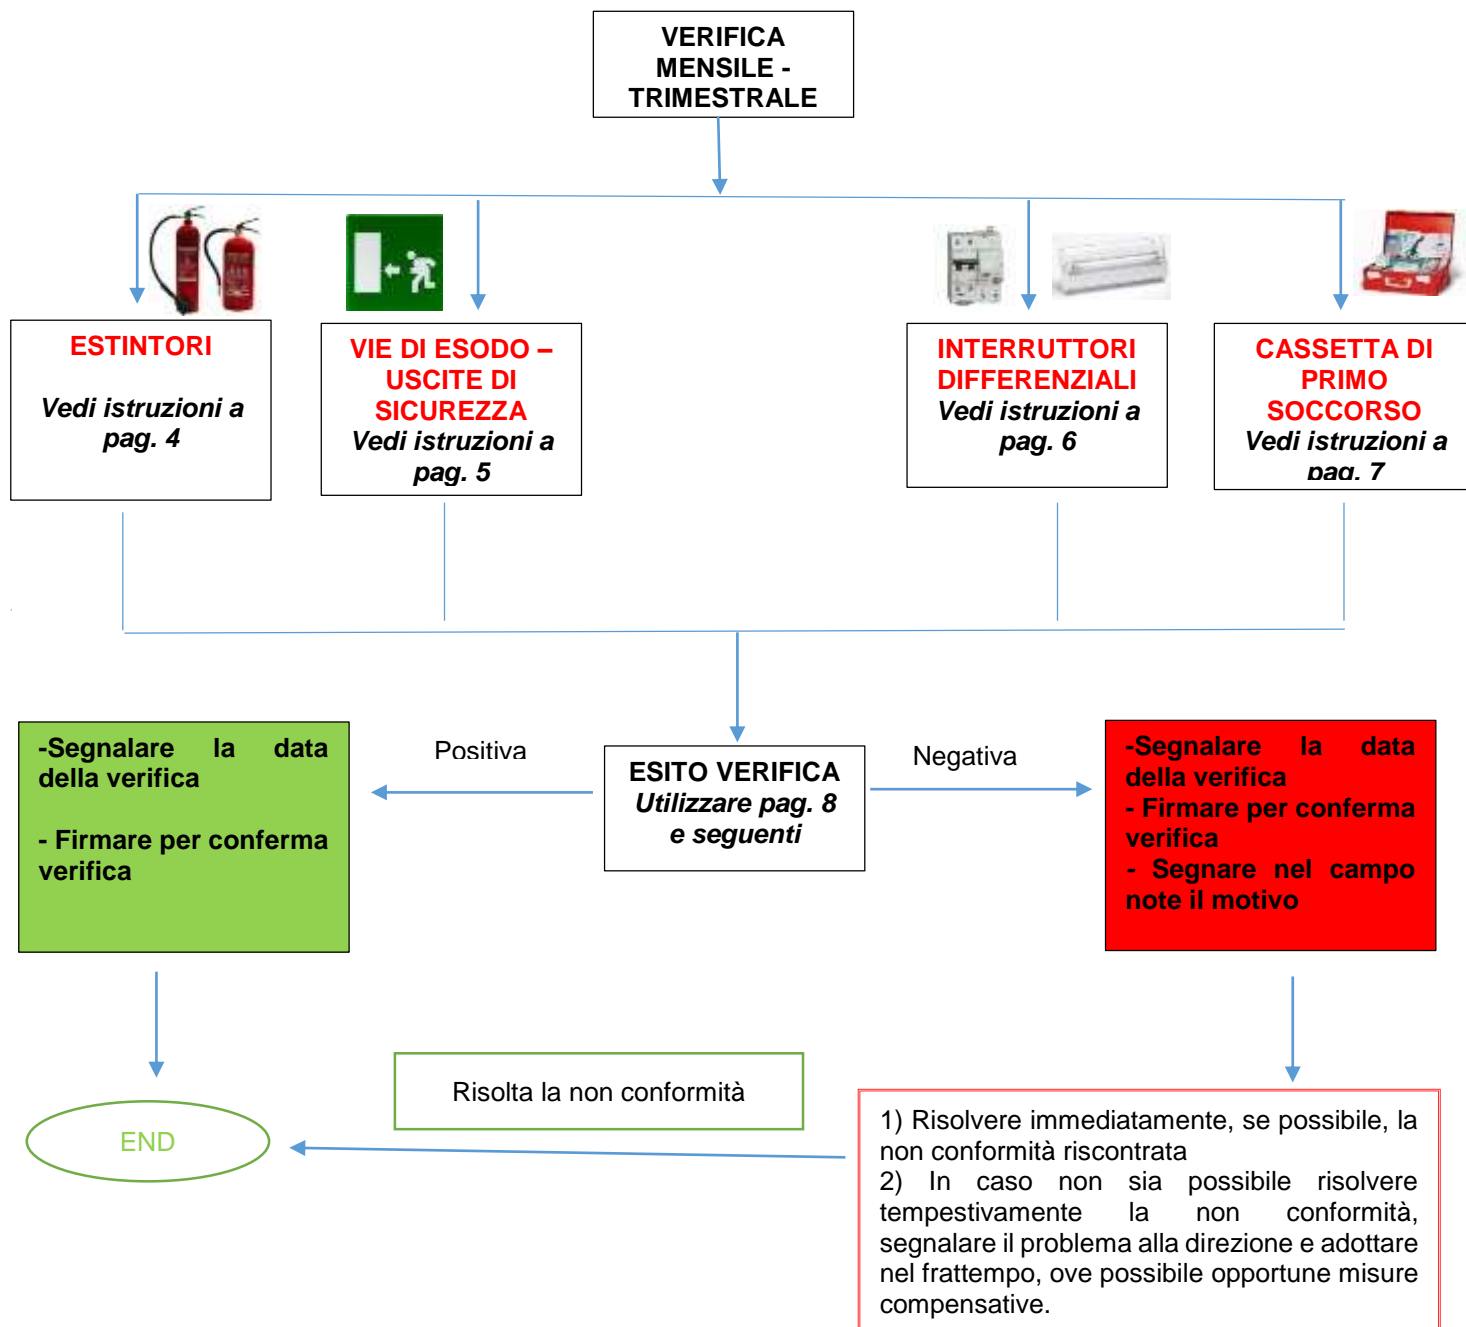 VERIFICA
MENSILE -
TRIMESTRALE
ESTINTORI
Vedi istruzioni a
pag. 4
VIE DI ESODO –
USCITE DI
SICUREZZA
Vedi istruzioni a
pag. 5
INTERRUTTORI
DIFFERENZIALI
Vedi istruzioni a
pag. 6
CASSETTA DI
PRIMO
SOCCORSO
Vedi istruzioni a
pag. 7
-Segnalare la data
della verifica
- Firmare per conferma
verifica
Positiva
ESITO VERIFICA
Utilizzare pag. 8
e seguenti
Negativa
-Segnalare la data
della verifica
- Firmare per conferma
verifica
- Segnare nel campo
note il motivo
Risolta la non conformità
END
1) Risolvere immediatamente, se possibile, la
non conformità riscontrata
2) In caso non sia possibile risolvere
tempestivamente la non conformità,
segnalare il problema alla direzione e adottare
nel frattempo, ove possibile opportune misure
compensative.